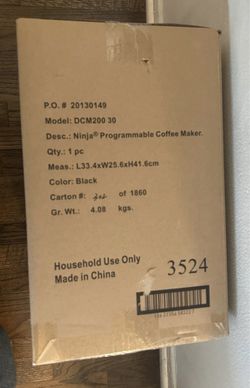 P.O. # 20130149
Model: DCM200 30
Desc.: Ninja® Programmable Coffee Maker.
Qty.: 1 pc
Meas.: L33.4xW25.6xH41.6cm
Color: Black
Carton #: of 1860
Gr. Wt.: 4.08 kgs.
Household Use Only
Made in China
3524